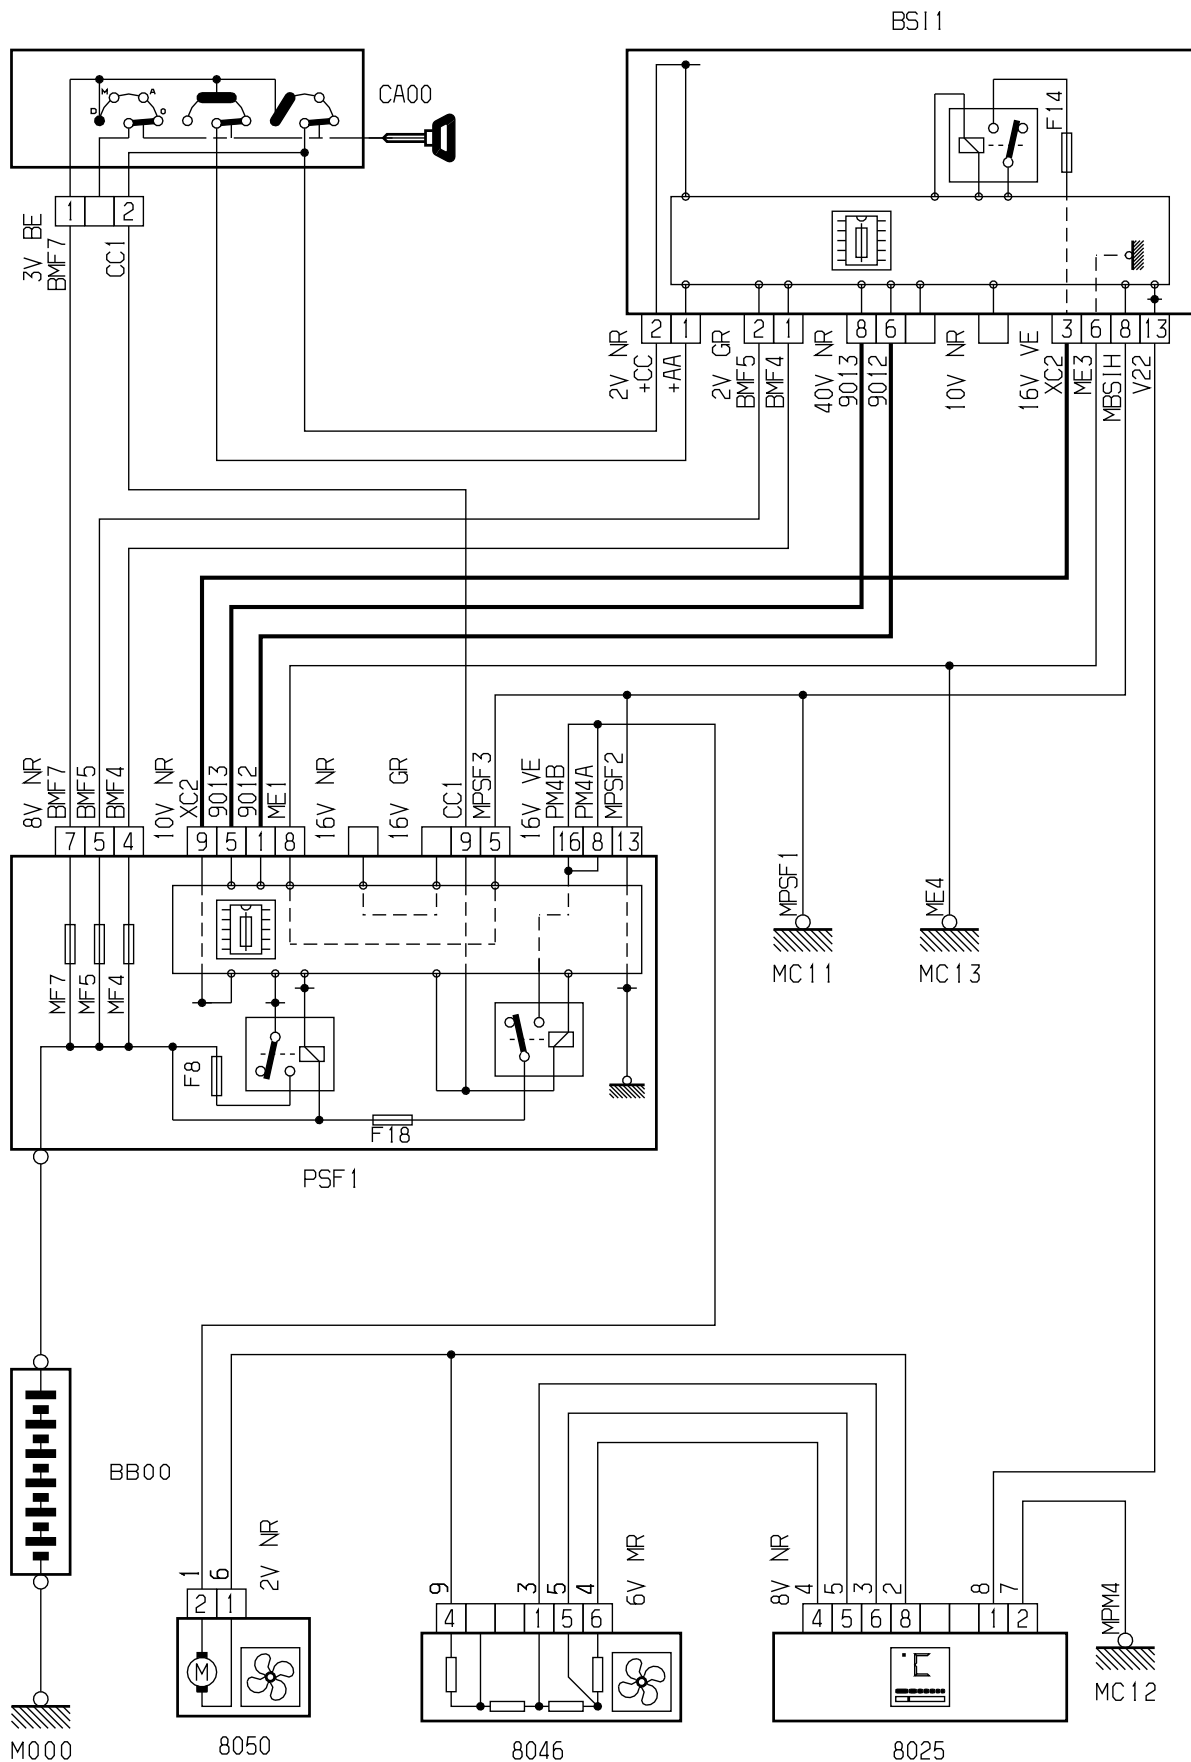 BSI1
CA00
M A
D O
F14
1 2
3V BE
BMF7
CC1
2 1 2 1 8 6 3 6 8 13
2V NR
+CC
+AA
2V GR
BMF5
BMF4
40V NR
9013
9012
10V NR
16V VE
XC2
ME3
MBSIH
V22
8V NR
BMF7
BMF5
BMF4
10V NR
XC2
9013
9012
ME1
16V NR
16V GR
CC1
MPSF3
16V VE
PM4B
PM4A
MPSF2
7 5 4 9 5 1 8 9 5 16 8 13
MPSF1
ME4
MC11
MC13
MF7
MF5
MF4
F8
F18
PSF1
BB00
1 6
2V NR
9 3 5 4
6V MR
8V NR
4 5 3 2 8 7
MPM4
2 1
4 1 5 6
4 5 6 8 1 2
M
°C
MC12
M000
8050
8046
8025